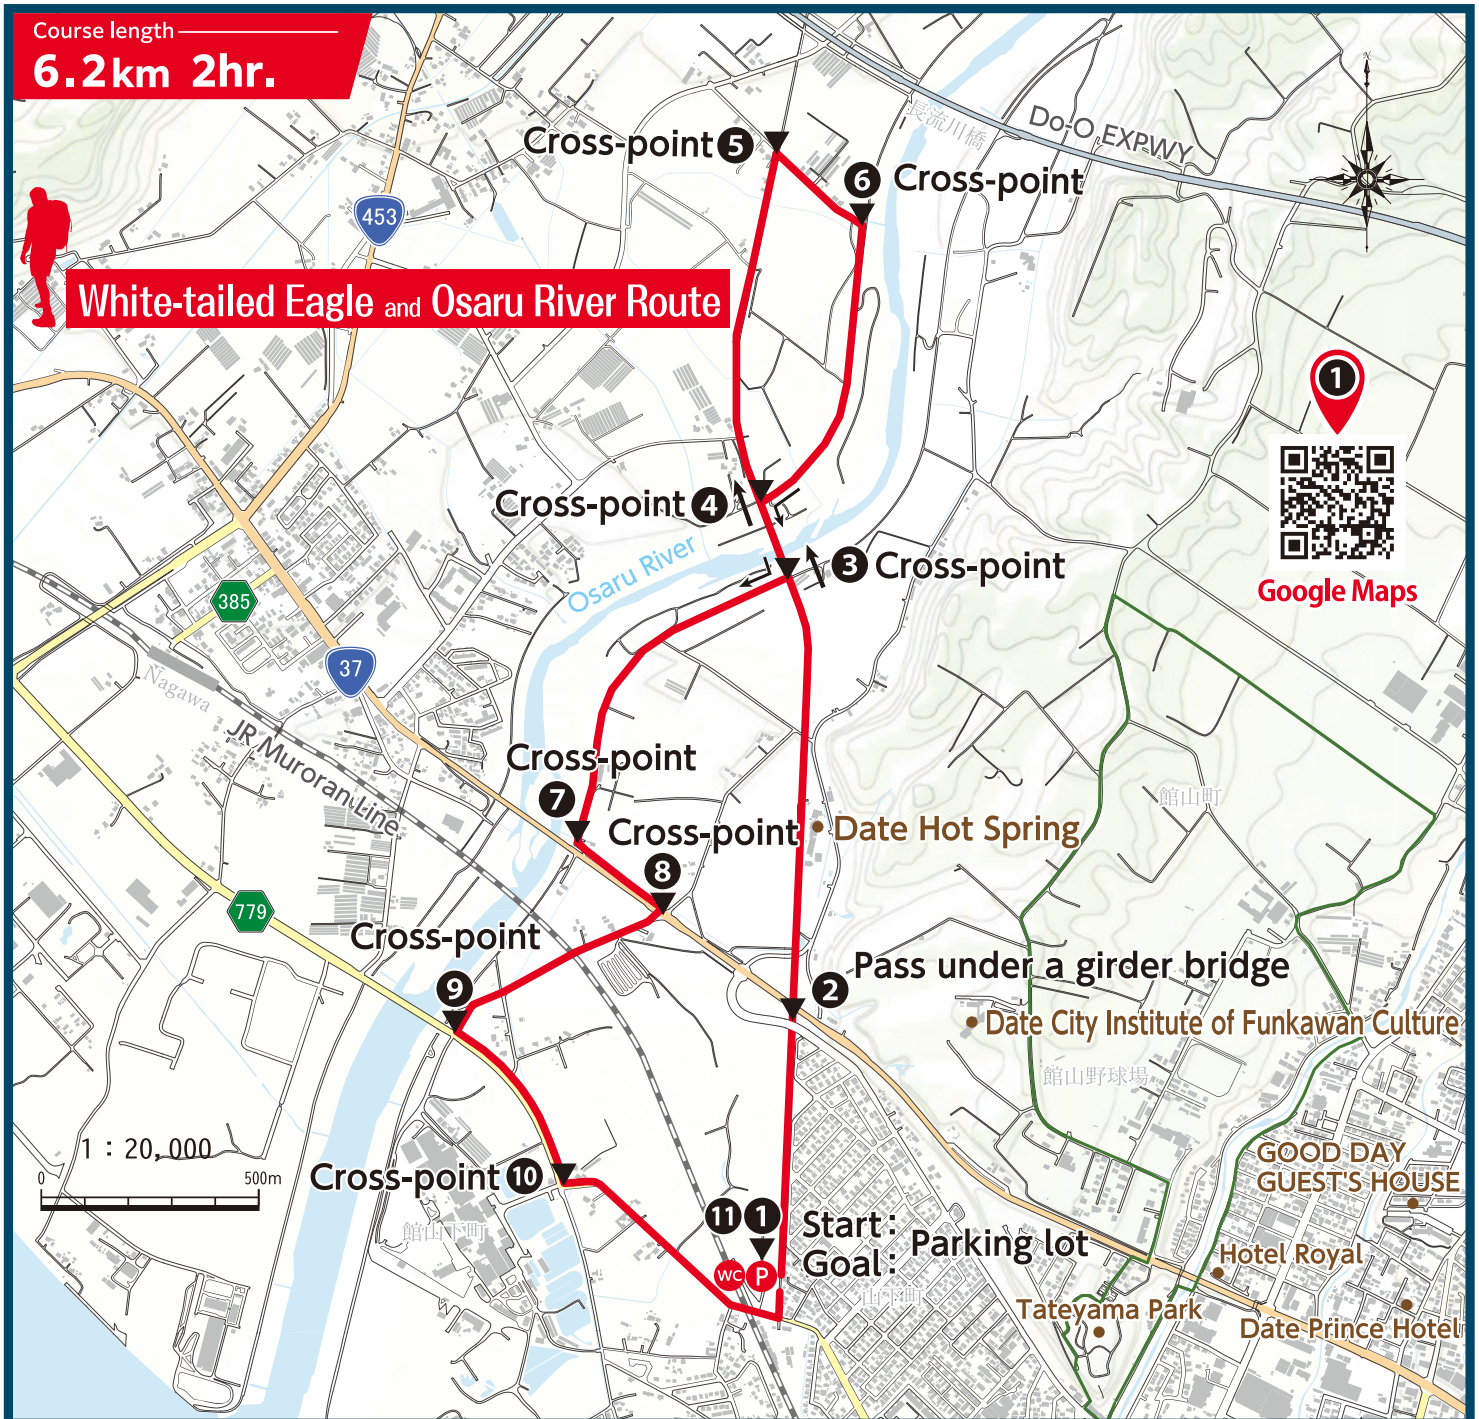 Course length
6.2km 2hr.
長流川橋
Do-O EXPWY
N
Cross-point 5
6 Cross-point
453
White-tailed Eagle and Osaru River Route
1
Google Maps
Cross-point 4
3 Cross-point
Osaru River
385
37
Nagawa
JR Muroran Line
Cross-point
7
Cross-point
8
Date Hot Spring
館山町
779
Cross-point
9
2
Pass under a girder bridge
Date City Institute of Funkawan Culture
館山野球場
1:20,000
0 500m
Cross-point 10
館山下町
11 1
Start:
Goal:
Parking lot
WC P
山下町
GOOD DAY
GUEST'S HOUSE
Hotel Royal
Tateyama Park
Date Prince Hotel